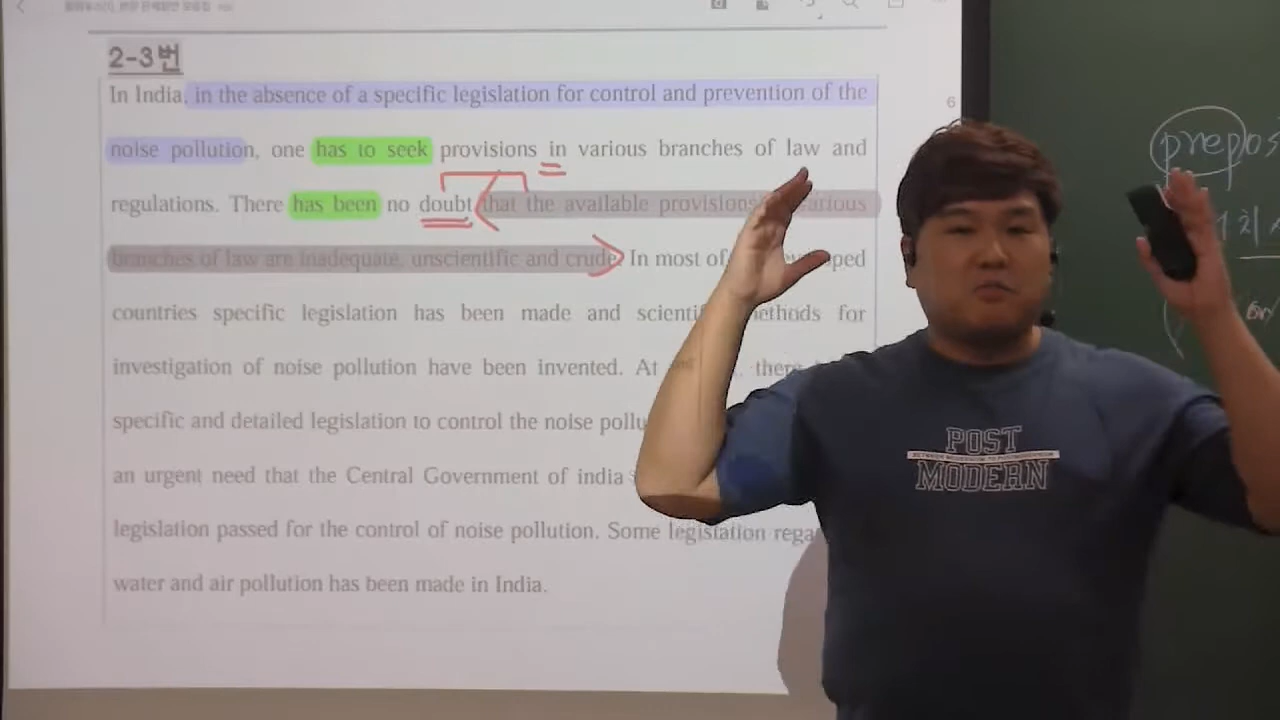 2-3번
In India, in the absence of a specific legislation for control and prevention of the
noise pollution, one has to seek provisions in various branches of law and
regulations. There has been no doubt that the available provisions various
branches of law are inadequate, unscientific and crude. In most of
countries specific legislation has been made and for
investigation of noise pollution have been invented. At
specific and detailed legislation to control the noise
an urgent need that the Central Government of india
legislation passed for the control of noise pollution. Some legislation
water and air pollution has been made in India.
6
POST
MODERN